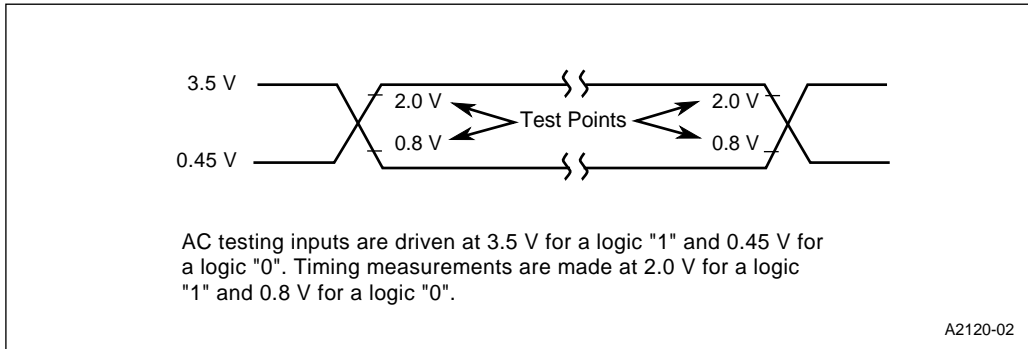 3.5 V
2.0 V
2.0 V
Test Points
0.8 V
0.8 V
0.45 V
AC testing inputs are driven at 3.5 V for a logic "1" and 0.45 V for
a logic "0". Timing measurements are made at 2.0 V for a logic
"1" and 0.8 V for a logic "0".
A2120-02